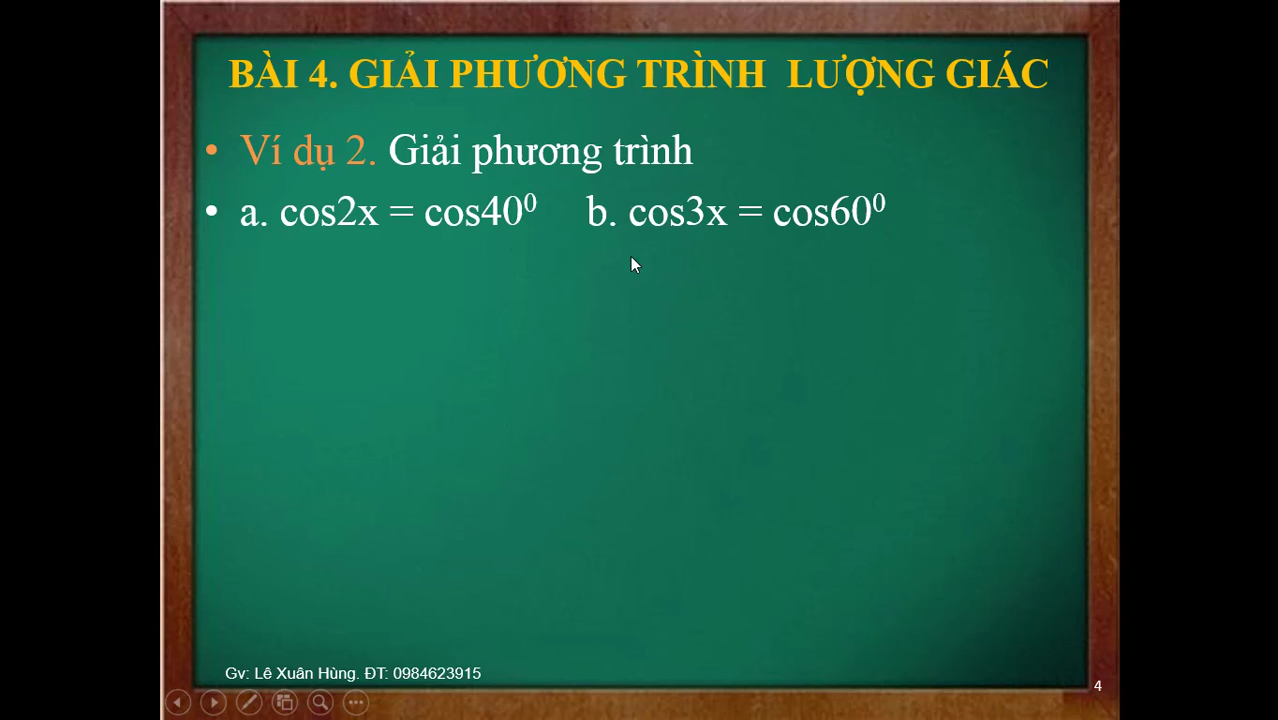 BÀI 4. GIẢI PHƯƠNG TRÌNH LƯỢNG GIÁC
• Ví dụ 2. Giải phương trình
• a. cos2x = cos40⁰ b. cos3x = cos60⁰
Gv: Lê Xuân Hùng. ĐT: 0984623915
4